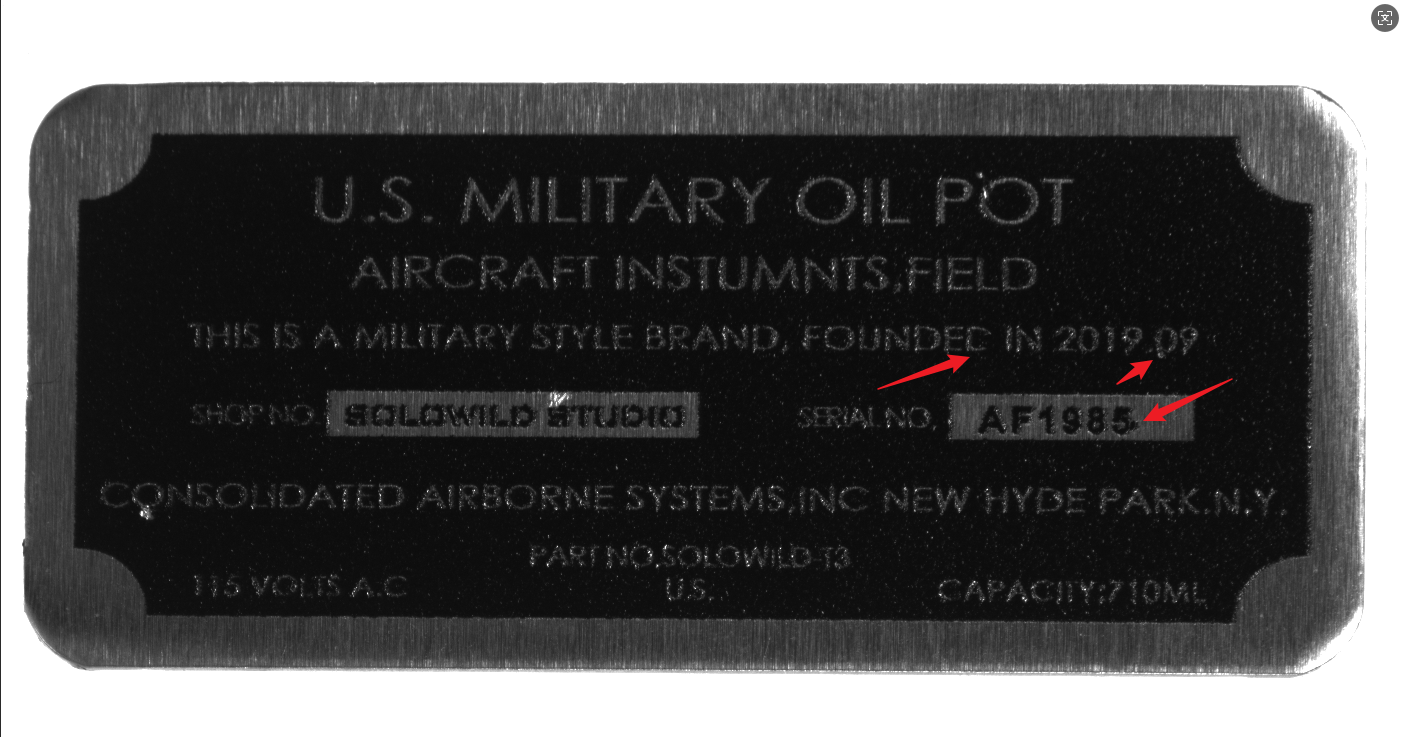 U.S. MILITARY OIL POT
AIRCRAFT INSTUMNTS,FIELD
THIS IS A MILITARY STYLE BRAND, FOUNDED IN 2019.09
SHOP NO. SOLOWILD STUDIO SERIAL NO. AF1985
CONSOLIDATED AIRBORNE SYSTEMS,INC NEW HYDE PARK.N.Y.
PART NO.SOLOWILD-T3
115 VOLTS A.C U.S. CAPACITY:710ML